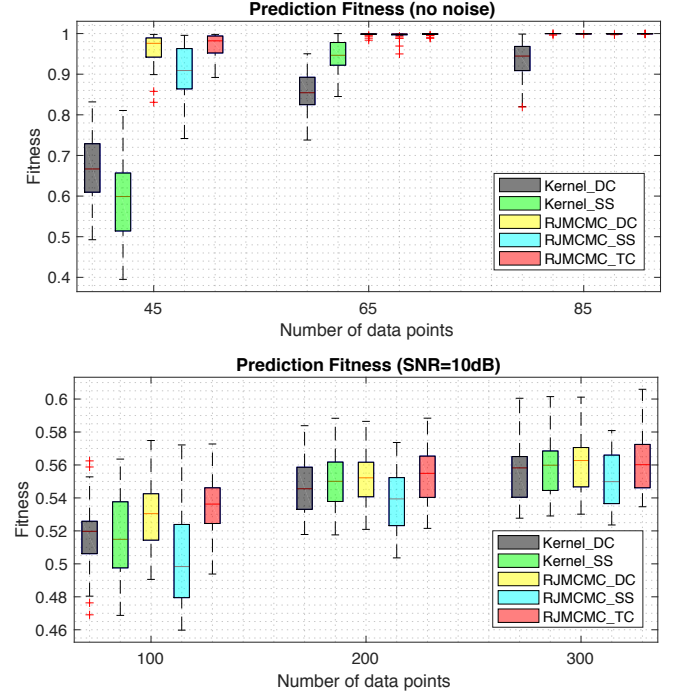 Prediction Fitness (no noise)
1
0.9
0.8
0.7
0.6
0.5
0.4
Fitness
Kernel_DC
Kernel_SS
RJMCMC_DC
RJMCMC_SS
RJMCMC_TC
45
65
85
Number of data points
Prediction Fitness (SNR=10dB)
0.6
0.58
0.56
0.54
0.52
0.5
0.48
0.46
Fitness
Kernel_DC
Kernel_SS
RJMCMC_DC
RJMCMC_SS
RJMCMC_TC
100
200
300
Number of data points